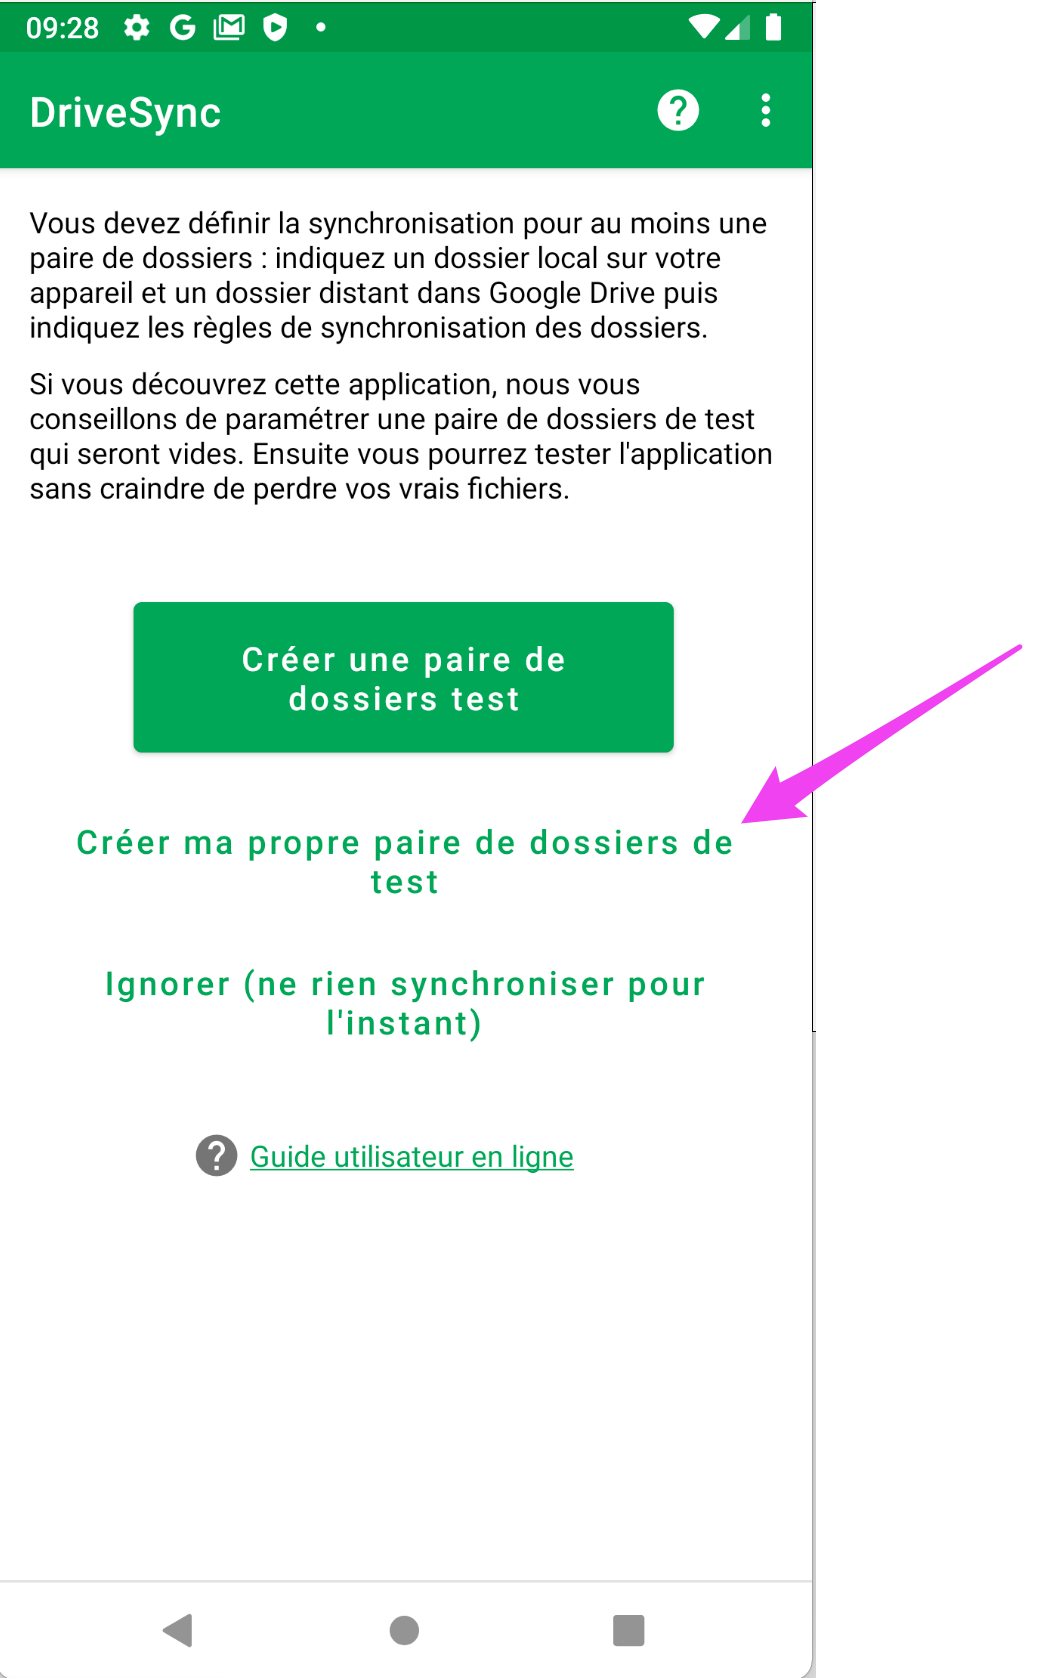 09:28
DriveSync
Vous devez définir la synchronisation pour au moins une
paire de dossiers : indiquez un dossier local sur votre
appareil et un dossier distant dans Google Drive puis
indiquez les règles de synchronisation des dossiers.
Si vous découvrez cette application, nous vous
conseillons de paramétrer une paire de dossiers de test
qui seront vides. Ensuite vous pourrez tester l'application
sans craindre de perdre vos vrais fichiers.
Créer une paire de
dossiers test
Créer ma propre paire de dossiers de
test
Ignorer (ne rien synchroniser pour
l'instant)
Guide utilisateur en ligne